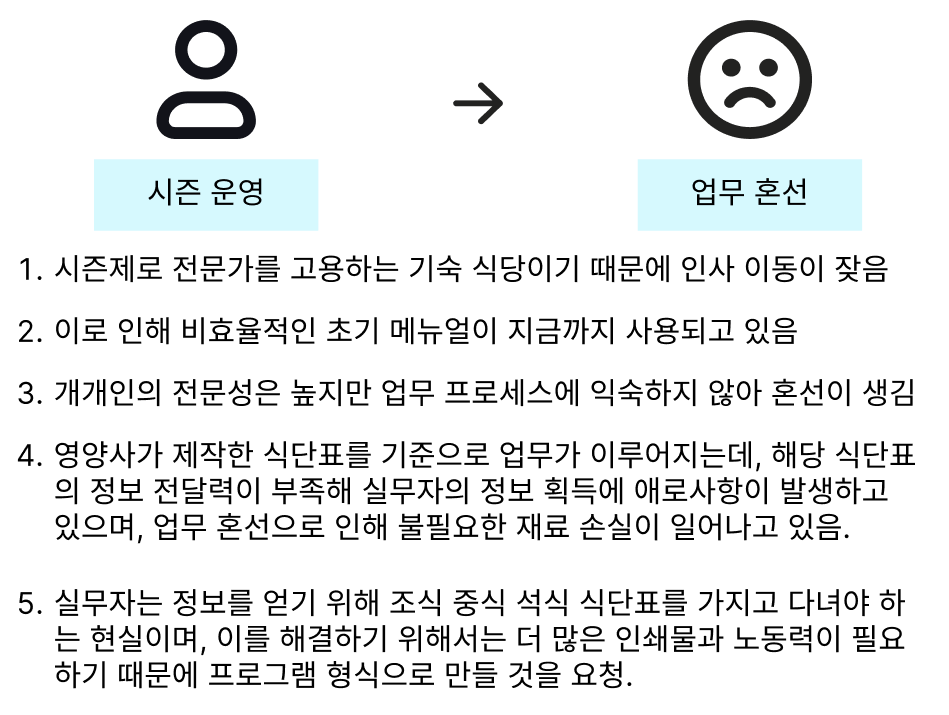 시즌 운영
업무 혼선
1. 시즌제로 전문가를 고용하는 기숙 식당이기 때문에 인사 이동이 잦음
2. 이로 인해 비효율적인 초기 메뉴얼이 지금까지 사용되고 있음
3. 개개인의 전문성은 높지만 업무 프로세스에 익숙하지 않아 혼선이 생김
4. 영양사가 제작한 식단표를 기준으로 업무가 이루어지는데, 해당 식단표
의 정보 전달력이 부족해 실무자의 정보 획득에 애로사항이 발생하고
있으며, 업무 혼선으로 인해 불필요한 재료 손실이 일어나고 있음.
5. 실무자는 정보를 얻기 위해 조식 중식 석식 식단표를 가지고 다녀야 하
는 현실이며, 이를 해결하기 위해서는 더 많은 인쇄물과 노동력이 필요
하기 때문에 프로그램 형식으로 만들 것을 요청.